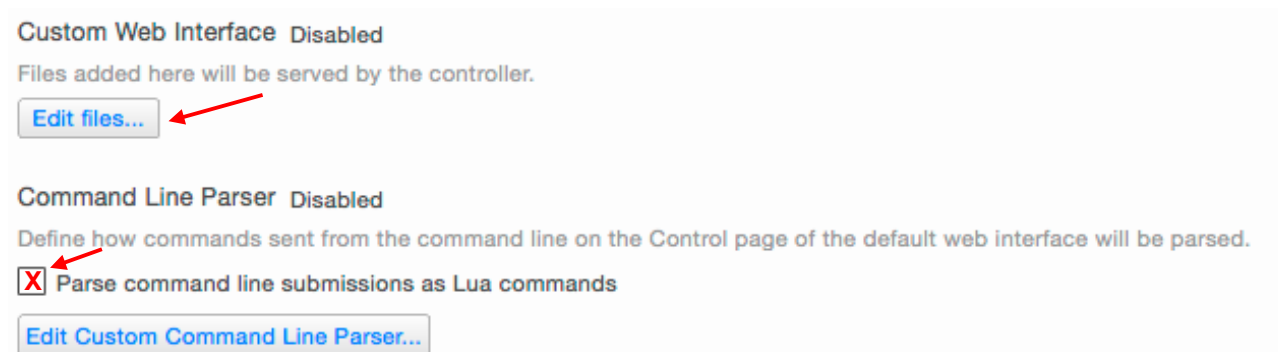 Custom Web Interface Disabled
Files added here will be served by the controller.
Edit files...
Command Line Parser Disabled
Define how commands sent from the command line on the Control page of the default web interface will be parsed.
X Parse command line submissions as Lua commands
Edit Custom Command Line Parser...